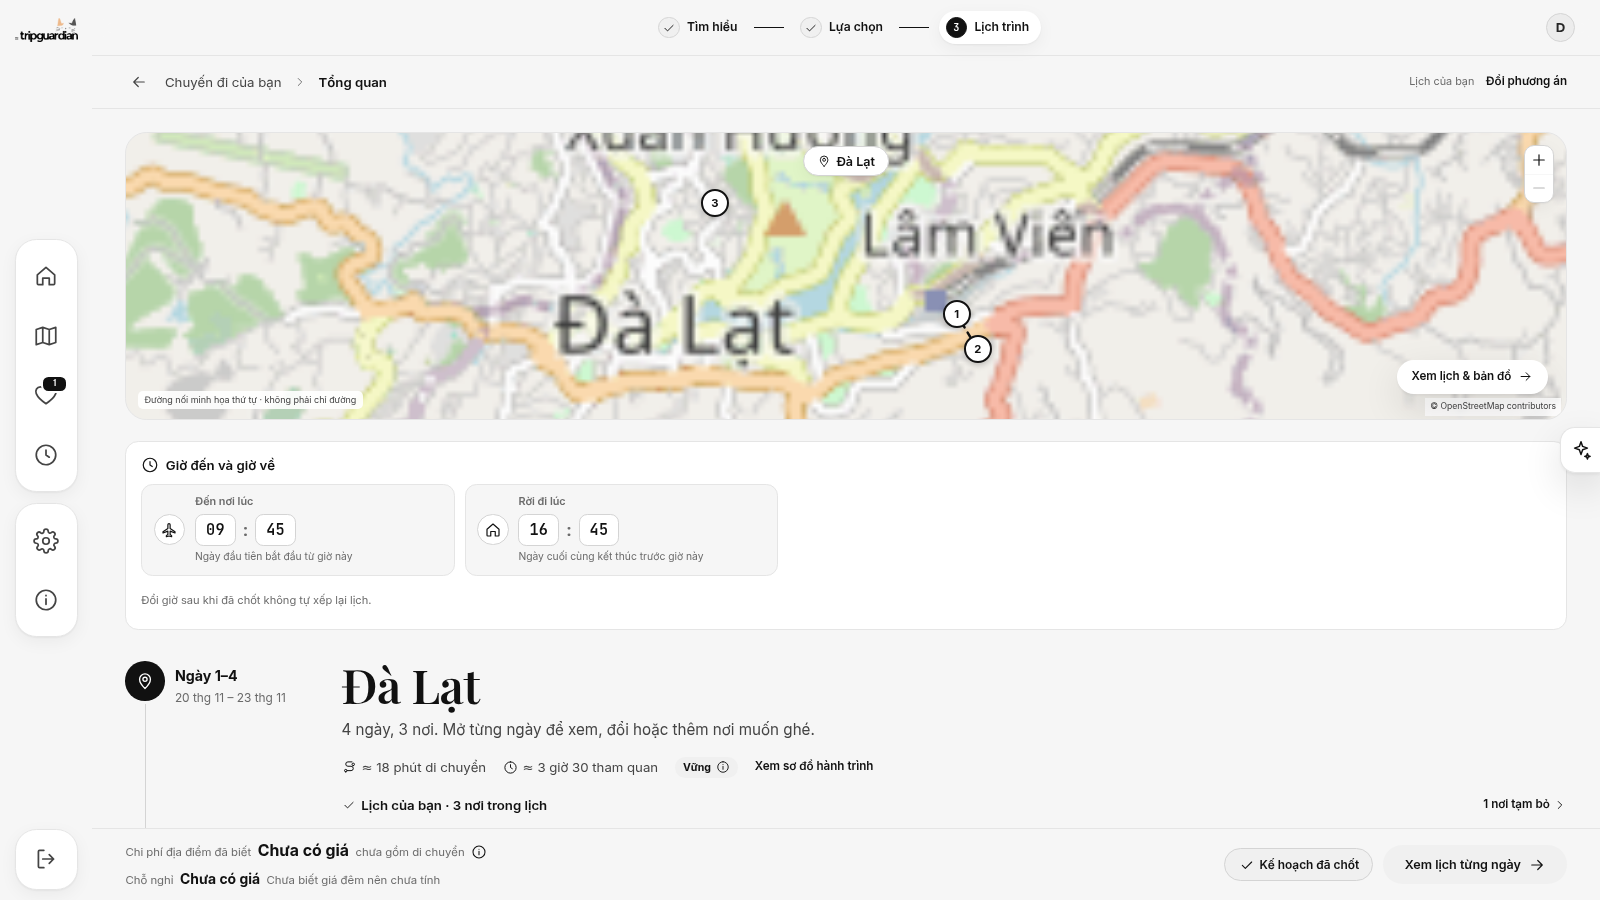 tripguardian
Tìm hiểu
Lựa chọn
3 Lịch trình
D
Chuyến đi của bạn
Tổng quan
Lịch của bạn
Đổi phương án
Xuân Hương
Đà Lạt
3
Lâm Viên
Đà Lạt
1
2
1
Xem lịch & bản đồ
Đường nối minh họa thứ tự · không phải chỉ đường
© OpenStreetMap contributors
Giờ đến và giờ về
Đến nơi lúc
09 : 45
Ngày đầu tiên bắt đầu từ giờ này
Rời đi lúc
16 : 45
Ngày cuối cùng kết thúc trước giờ này
Đổi giờ sau khi đã chốt không tự xếp lại lịch.
Ngày 1–4
20 thg 11 – 23 thg 11
Đà Lạt
4 ngày, 3 nơi. Mở từng ngày để xem, đổi hoặc thêm nơi muốn ghé.
≈ 18 phút di chuyển
≈ 3 giờ 30 tham quan
Vững
Xem sơ đồ hành trình
Lịch của bạn · 3 nơi trong lịch
1 nơi tạm bỏ
Chi phí địa điểm đã biết Chưa có giá chưa gồm di chuyển
Chỗ nghỉ Chưa có giá Chưa biết giá đêm nên chưa tính
Kế hoạch đã chốt
Xem lịch từng ngày